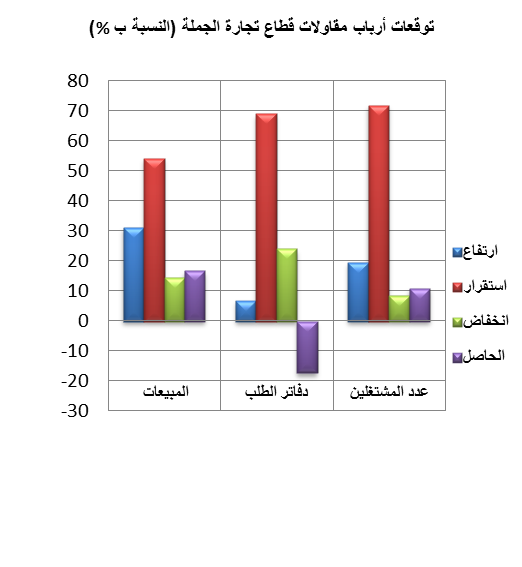 توقعات أرباب مقاولات قطاع تجارة الجملة (النسبة ب %)
80
70
60
50
40
30
20
10
0
-10
-20
-30
المبيعات
دفاتر الطلب
عدد المشتغلين
ارتفاع
استقرار
انخفاض
الحاصل